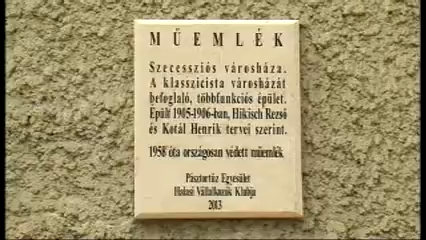 MŰEMLÉK
Szecessziós városháza.
A klasszicista városházát
befoglaló, többfunkciós épület.
Épült 1905-1906-ban, Hikisch Rezső
és Kotál Henrik tervei szerint.
1958 óta országosan védett műemlék
Pásztortűz Egyesület
Halasi Vállalkozók Klubja
2013